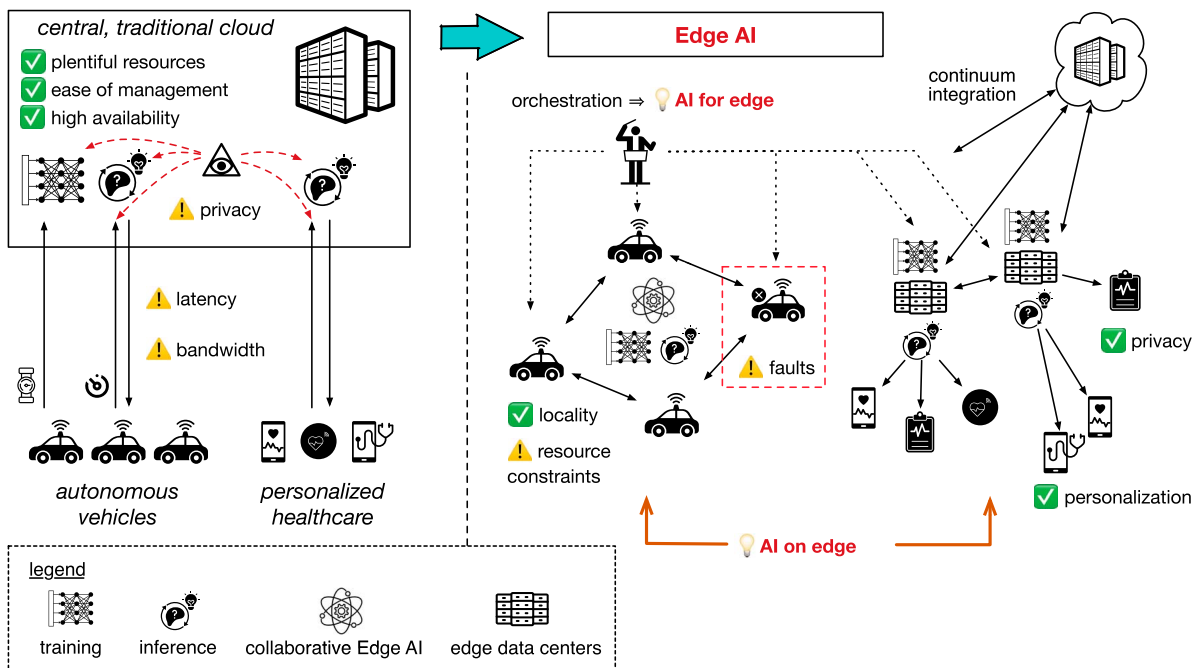 central, traditional cloud
plentiful resources
ease of management
high availability
privacy
latency
bandwidth
autonomous
vehicles
personalized
healthcare
Edge AI
orchestration ⇒ AI for edge
continuum
integration
faults
locality
resource
constraints
privacy
personalization
AI on edge
legend
training
inference
collaborative Edge AI
edge data centers